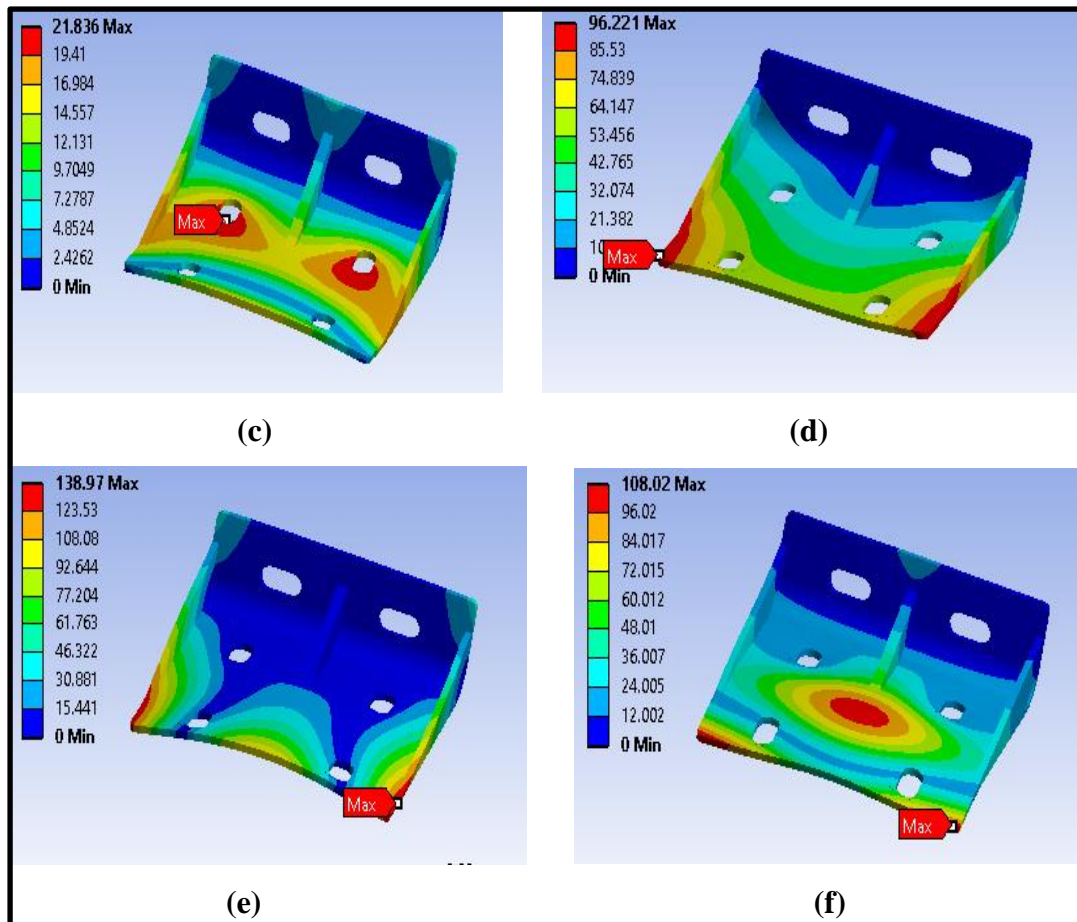 21.836 Max
19.41
16.984
14.557
12.131
9.7049
7.2787
4.8524
2.4262
0 Min
Max
(c)
96.221 Max
85.53
74.839
64.147
53.456
42.765
32.074
21.382
0 Min
Max
(d)
138.97 Max
123.53
108.08
92.644
77.204
61.763
46.322
30.881
15.441
0 Min
Max
(e)
108.02 Max
96.02
84.017
72.015
60.012
48.01
36.007
24.005
12.002
0 Min
Max
(f)